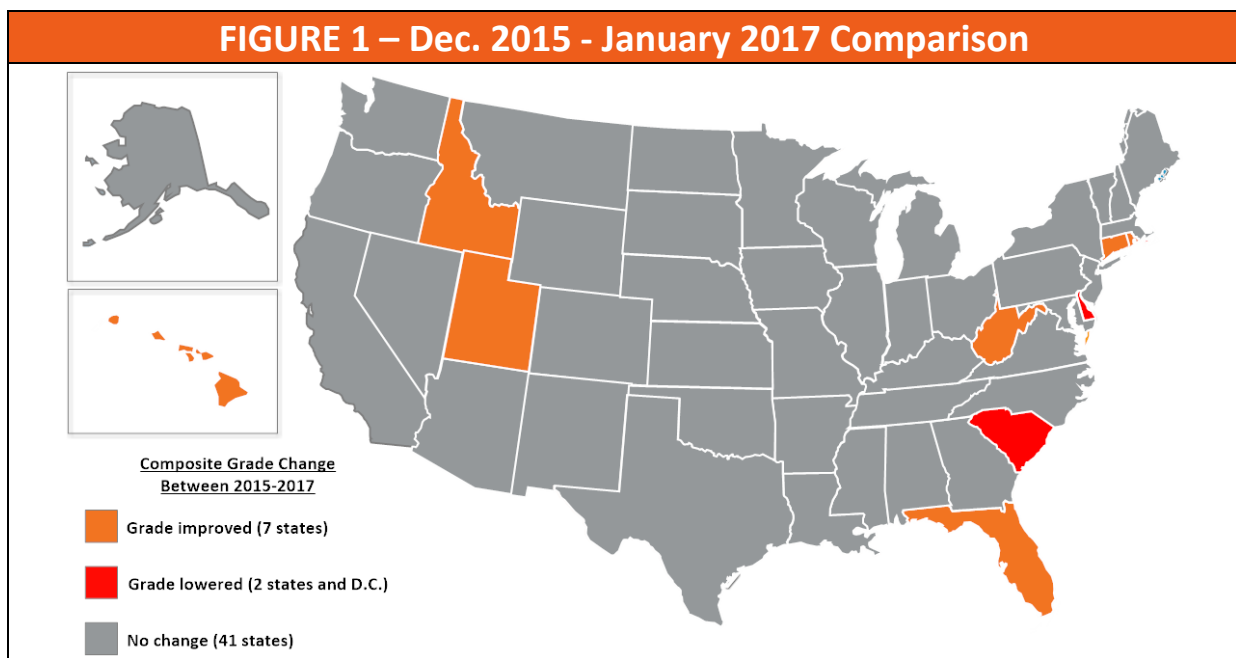 FIGURE 1 – Dec. 2015 - January 2017 Comparison
Composite Grade Change
Between 2015-2017
Grade improved (7 states)
Grade lowered (2 states and D.C.)
No change (41 states)